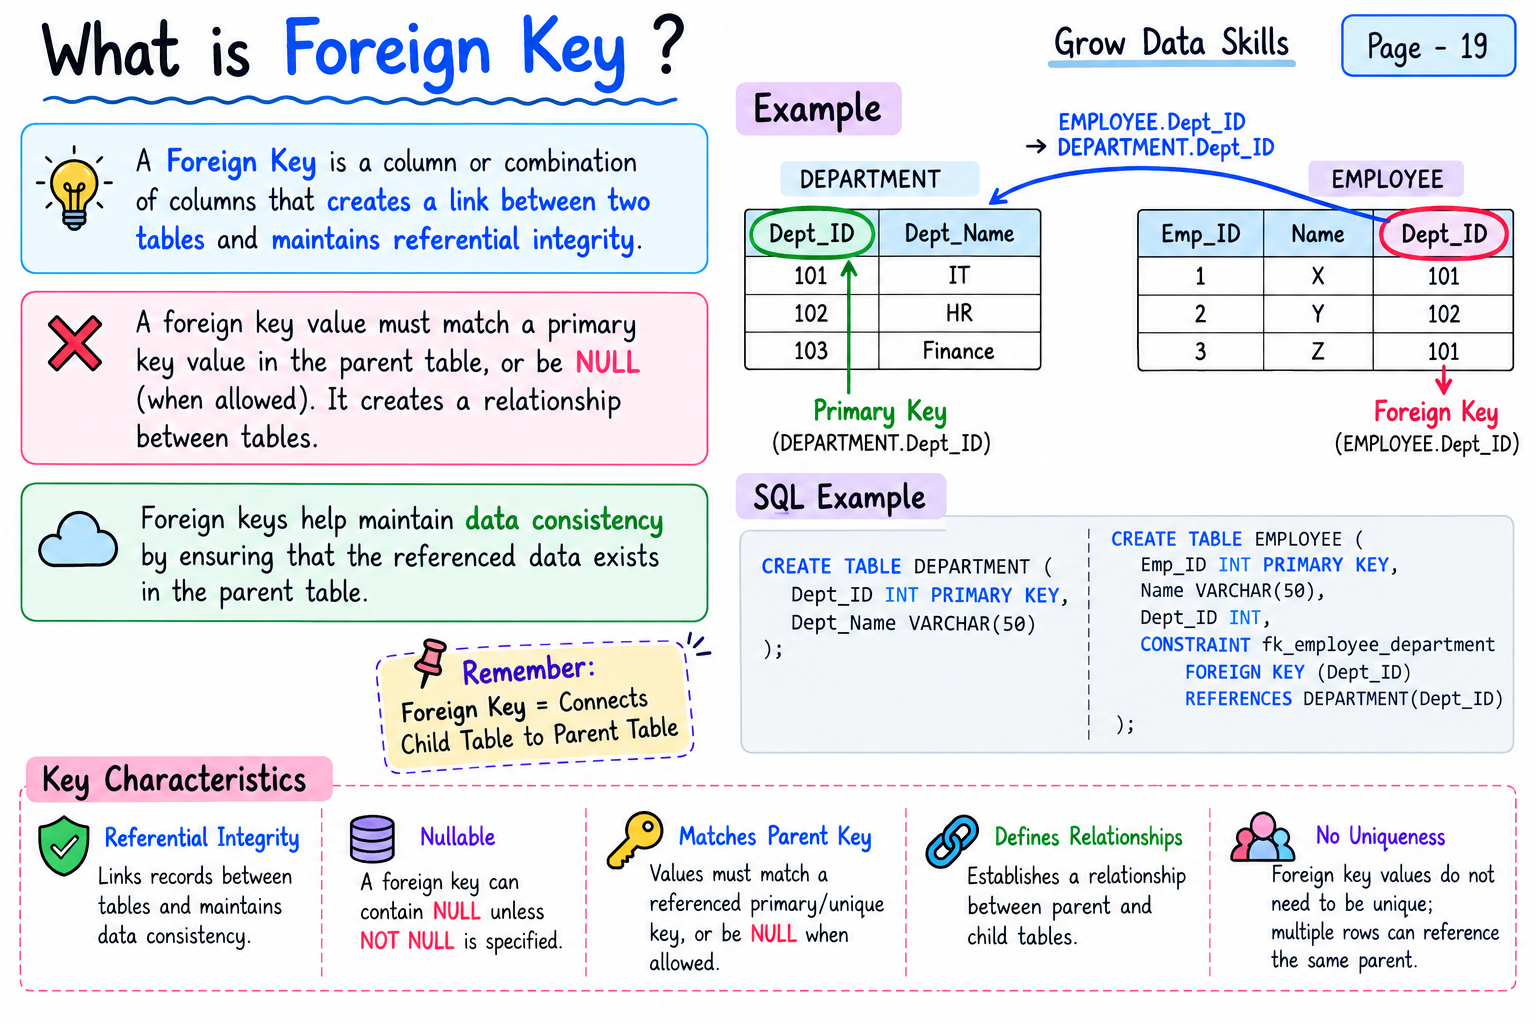 What is Foreign Key ?
Grow Data Skills
Page - 19
A Foreign Key is a column or combination
of columns that creates a link between two
tables and maintains referential integrity.
A foreign key value must match a primary
key value in the parent table, or be NULL
(when allowed). It creates a relationship
between tables.
Foreign keys help maintain data consistency
by ensuring that the referenced data exists
in the parent table.
Remember:
Foreign Key = Connects
Child Table to Parent Table
Example
EMPLOYEE.Dept_ID
→ DEPARTMENT.Dept_ID
DEPARTMENT
Dept_ID Dept_Name
101 IT
102 HR
103 Finance
Primary Key
(DEPARTMENT.Dept_ID)
EMPLOYEE
Emp_ID Name Dept_ID
1 X 101
2 Y 102
3 Z 101
Foreign Key
(EMPLOYEE.Dept_ID)
SQL Example
CREATE TABLE DEPARTMENT (
Dept_ID INT PRIMARY KEY,
Dept_Name VARCHAR(50)
);
CREATE TABLE EMPLOYEE (
Emp_ID INT PRIMARY KEY,
Name VARCHAR(50),
Dept_ID INT,
CONSTRAINT fk_employee_department
FOREIGN KEY (Dept_ID)
REFERENCES DEPARTMENT(Dept_ID)
);
Key Characteristics
Referential Integrity
Links records between
tables and maintains
data consistency.
Nullable
A foreign key can
contain NULL unless
NOT NULL is specified.
Matches Parent Key
Values must match a
referenced primary/unique
key, or be NULL when
allowed.
Defines Relationships
Establishes a relationship
between parent and
child tables.
No Uniqueness
Foreign key values do not
need to be unique;
multiple rows can reference
the same parent.